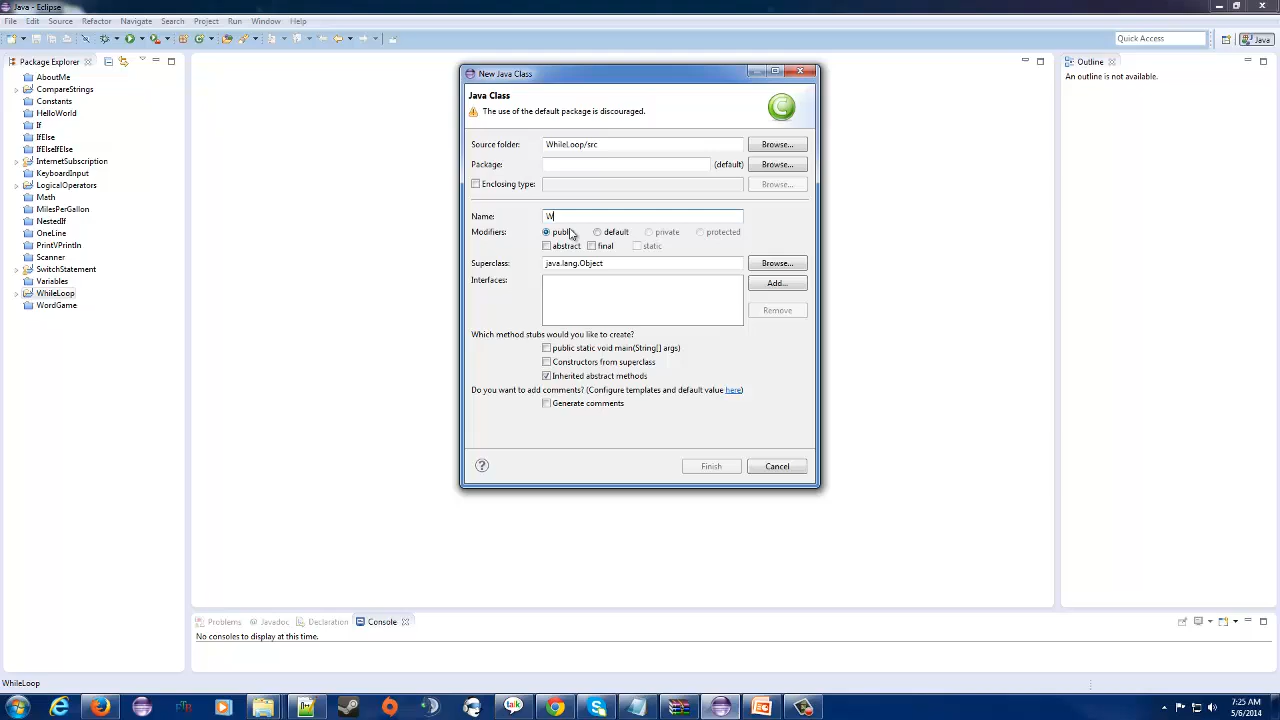 Java - Eclipse
File Edit Source Refactor Navigate Search Project Run Window Help
Quick Access
Java
Package Explorer
AboutMe
CompareStrings
Constants
HelloWorld
If
IfElse
IfElseIfElse
InternetSubscription
KeyboardInput
LogicalOperators
Math
MilesPerGallon
NestedIf
OneLine
PrintVPrintln
Scanner
SwitchStatement
Variables
WhileLoop
WordGame
New Java Class
Java Class
The use of the default package is discouraged.
C
Source folder: WhileLoop/src Browse...
Package: (default) Browse...
Enclosing type: Browse...
Name: W
Modifiers: public default private protected
abstract final static
Superclass: java.lang.Object Browse...
Interfaces: Add...
Remove
Which method stubs would you like to create?
public static void main(String[] args)
Constructors from superclass
Inherited abstract methods
Do you want to add comments? (Configure templates and default value here)
Generate comments
? Finish Cancel
Outline
An outline is not available.
Problems @ Javadoc Declaration Console
No consoles to display at this time.
WhileLoop
talk
7:25 AM
5/6/2014